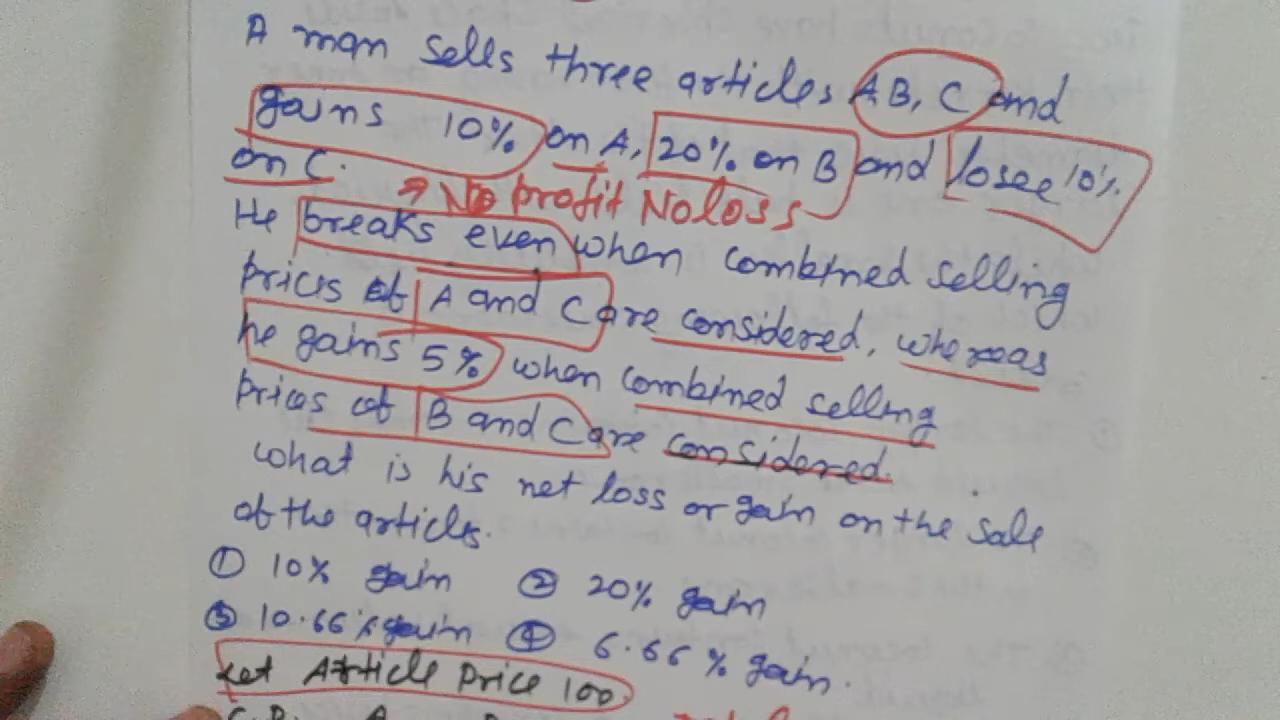 A man sells three articles A B, C and
gains 10% on A, 20% on B and losee 10%
on C.
→ No profit No loss
He breaks even when combined selling
prices of A and C are considered, whereas
he gains 5% when combined selling
prices of B and C are considered.
what is his net loss or gain on the sale
of the articles.
① 10% gain ② 20% gain
③ 10.66% gain ④ 6.66% gain.
Let Article Price 100